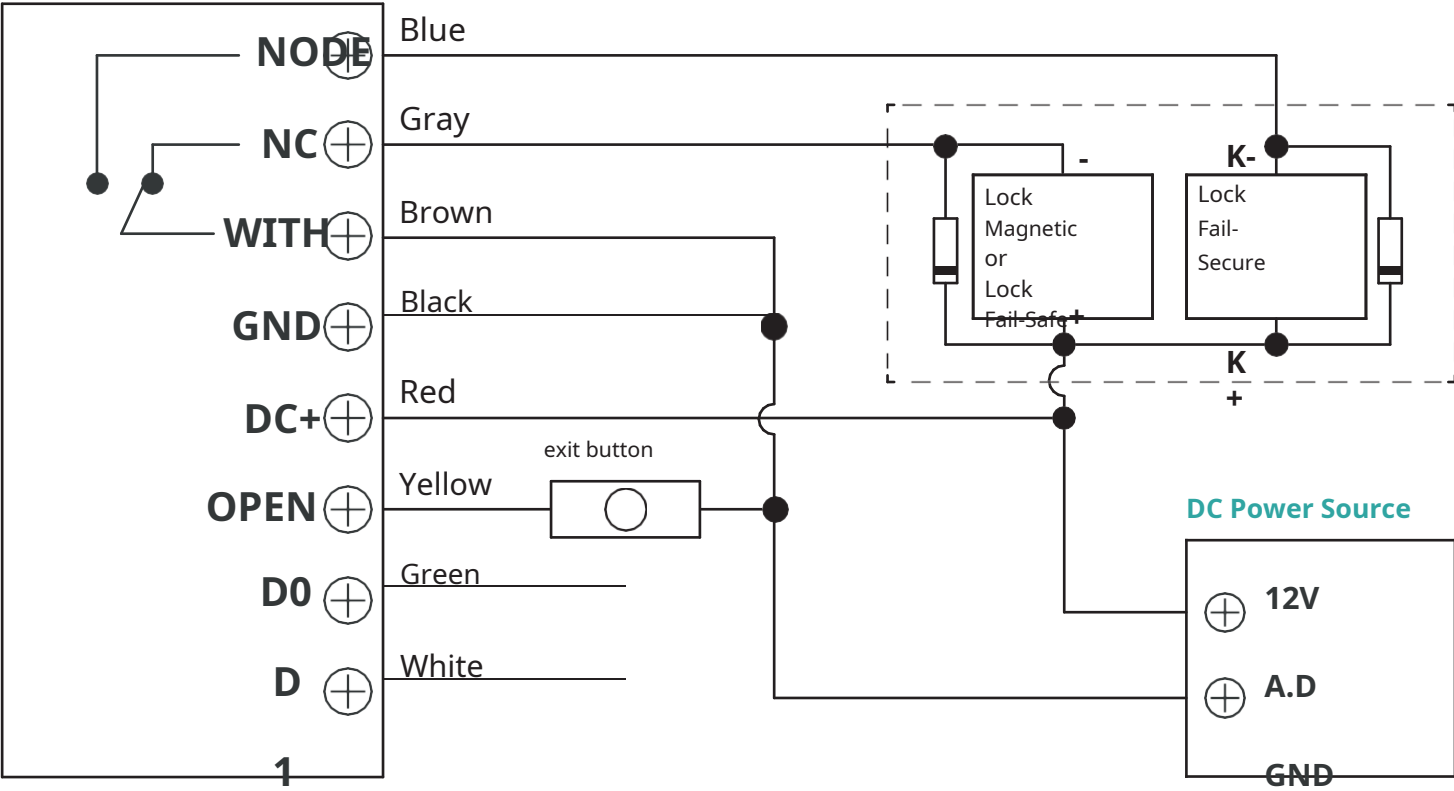 NODE
Blue
NC
Gray
WITH
Brown
GND
Black
DC+
Red
OPEN
Yellow
exit button
D0
Green
D
White
1
-
Lock
Magnetic
or
Lock
Fail-Safe+
K-
Lock
Fail-
Secure
K
+
DC Power Source
12V
A.D
GND